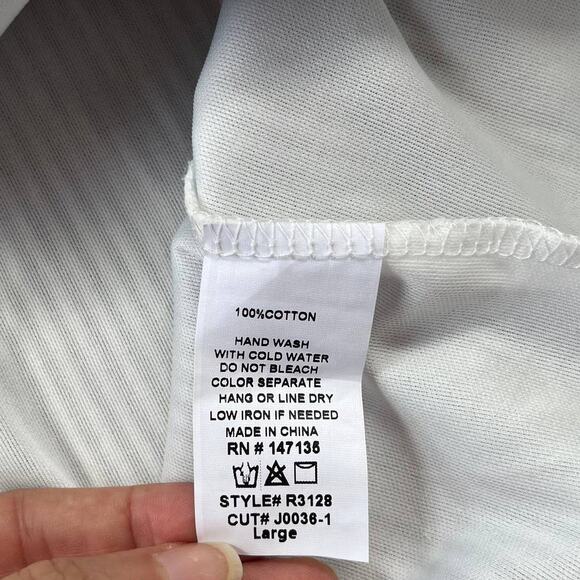 100%COTTON
HAND WASH
WITH COLD WATER
DO NOT BLEACH
COLOR SEPARATE
HANG OR LINE DRY
LOW IRON IF NEEDED
MADE IN CHINA
RN # 147135
STYLE# R3128
CUT# J0036-1
Large